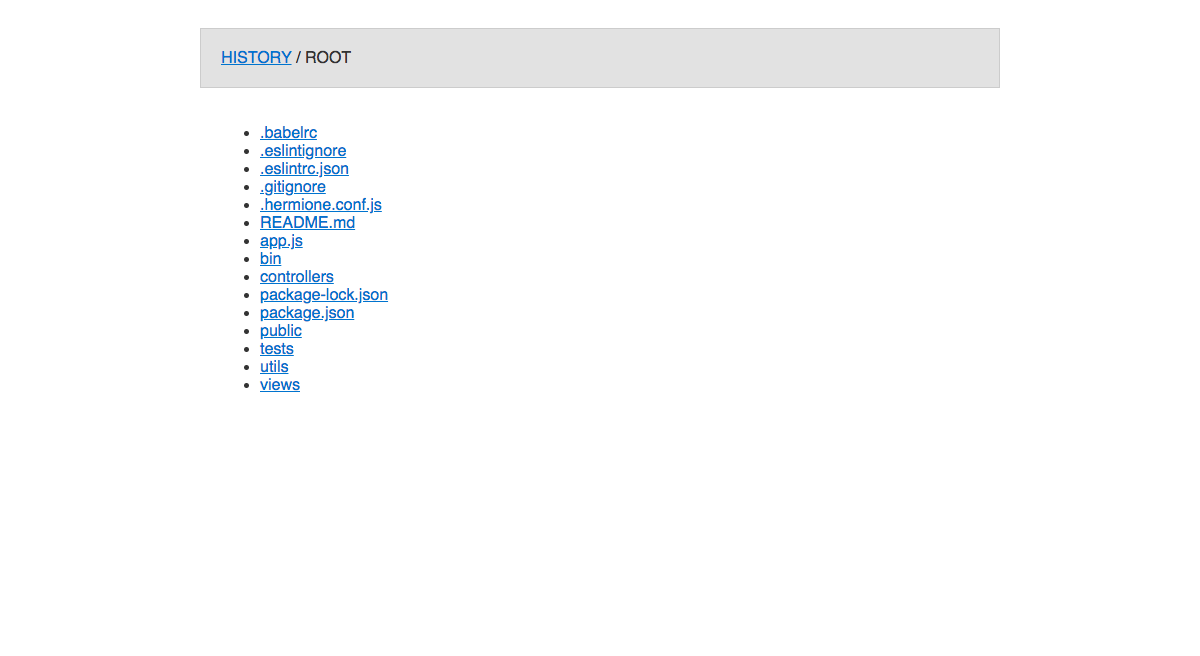 HISTORY / ROOT
.babelrc
.eslintignore
.eslintrc.json
.gitignore
.hermione.conf.js
README.md
app.js
bin
controllers
package-lock.json
package.json
public
tests
utils
views